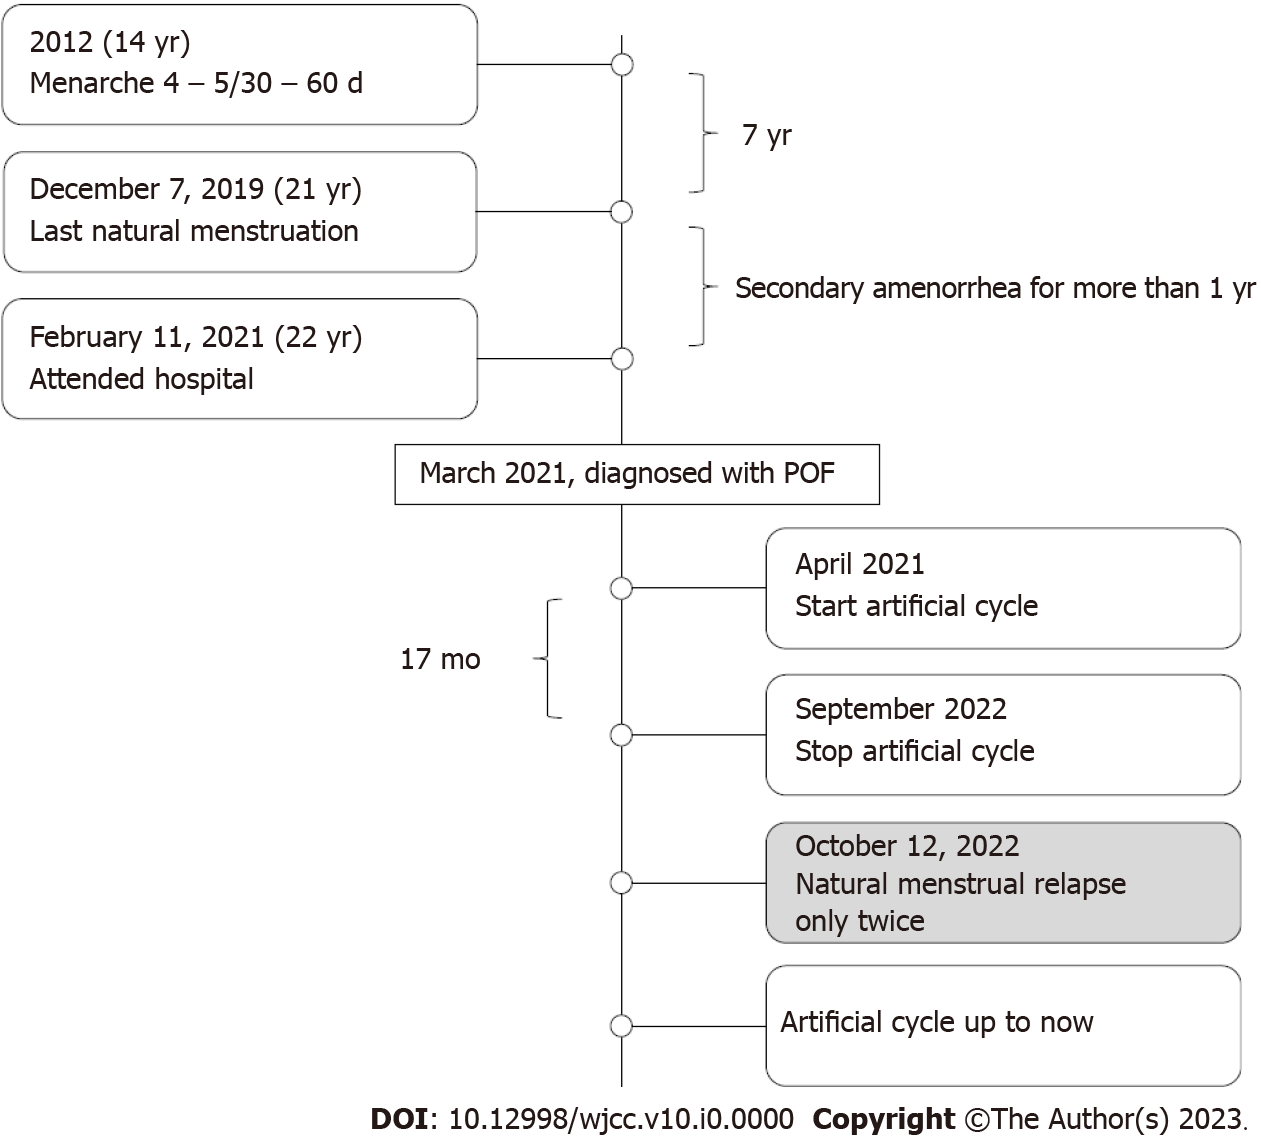 2012 (14 yr)
Menarche 4 – 5/30 – 60 d
7 yr
December 7, 2019 (21 yr)
Last natural menstruation
Secondary amenorrhea for more than 1 yr
February 11, 2021 (22 yr)
Attended hospital
March 2021, diagnosed with POF
April 2021
Start artificial cycle
17 mo
September 2022
Stop artificial cycle
October 12, 2022
Natural menstrual relapse
only twice
Artificial cycle up to now
DOI: 10.12998/wjcc.v10.i0.0000 Copyright ©The Author(s) 2023.